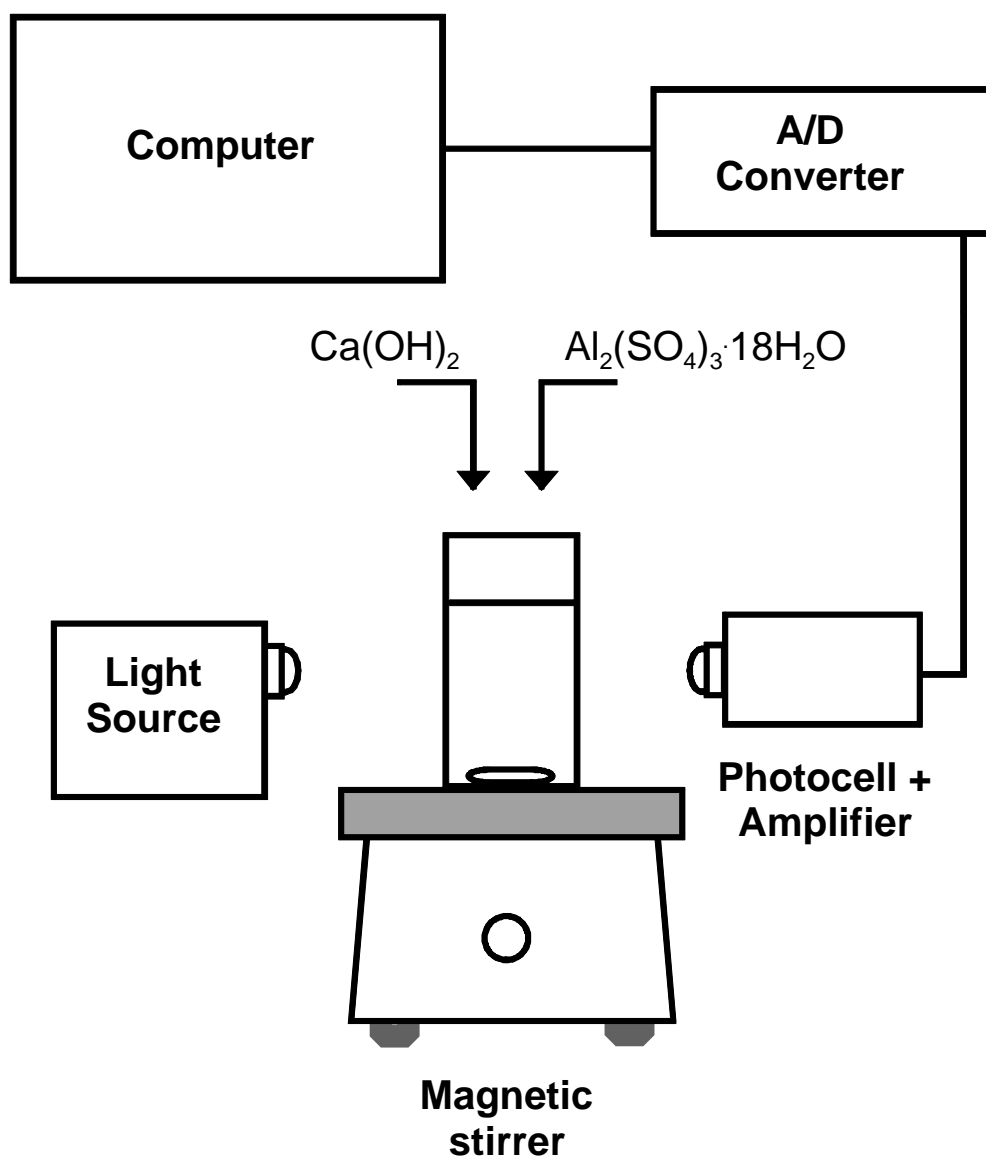 Computer
A/D
Converter
Ca(OH)₂
Al₂(SO₄)₃·18H₂O
Light
Source
Photocell +
Amplifier
Magnetic
stirrer